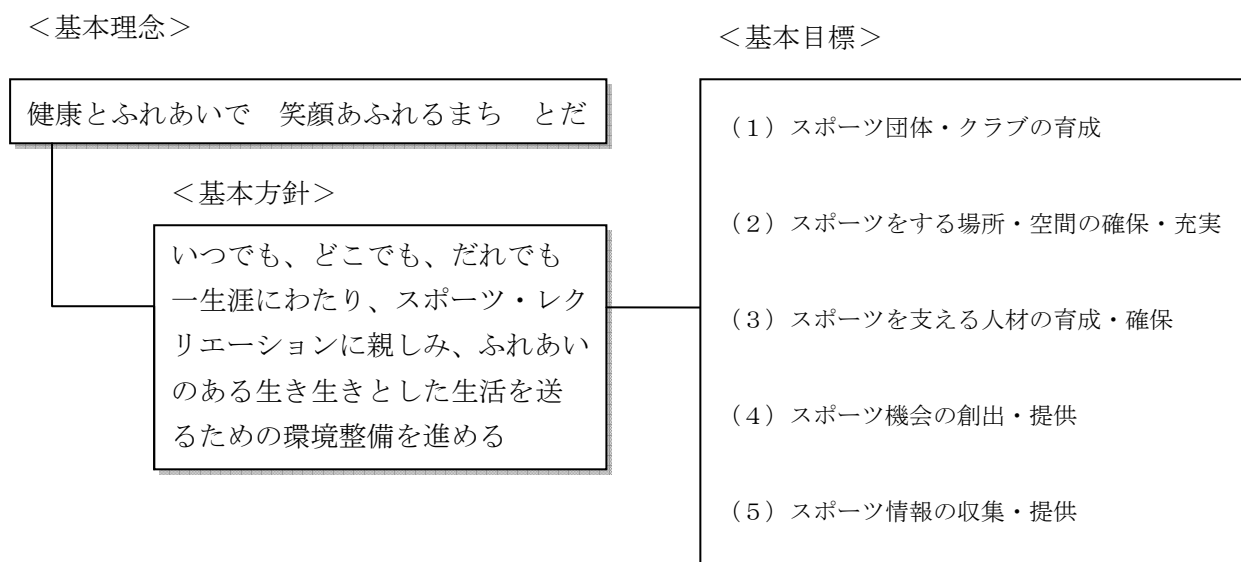 ＜基本理念＞
健康とふれあいで　笑顔あふれるまち　とだ
＜基本方針＞
いつでも、どこでも、だれでも
一生涯にわたり、スポーツ・レク
リエーションに親しみ、ふれあい
のある生き生きとした生活を送
るための環境整備を進める
＜基本目標＞
（１）スポーツ団体・クラブの育成
（２）スポーツをする場所・空間の確保・充実
（３）スポーツを支える人材の育成・確保
（４）スポーツ機会の創出・提供
（５）スポーツ情報の収集・提供